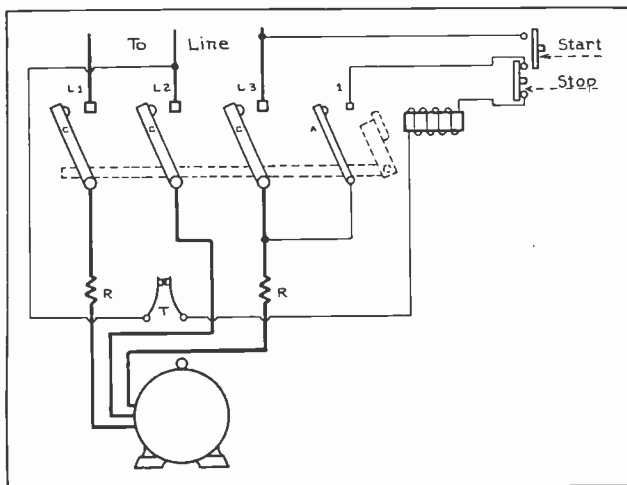 To Line
Start
Stop
L1 L2 L3 1
C C C A
R T R